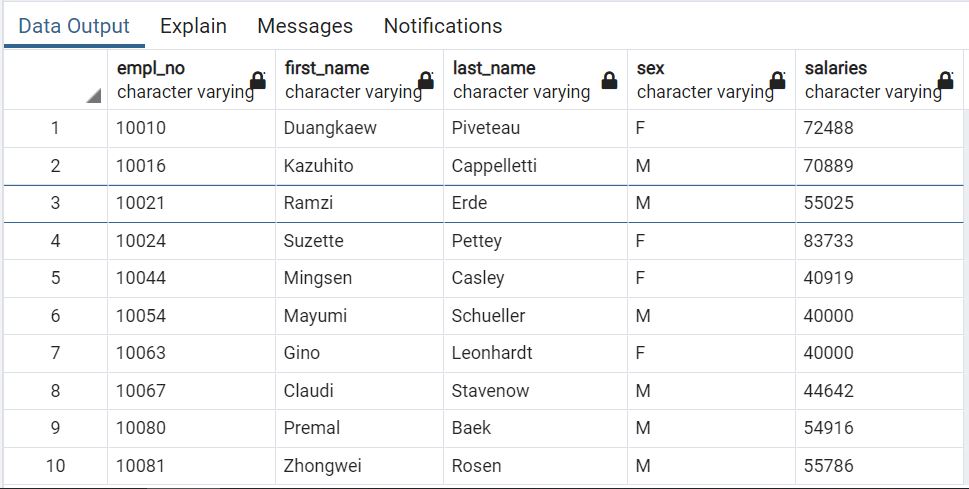 Data Output Explain Messages Notifications
empl_no first_name last_name sex salaries
character varying character varying character varying character varying character varying
1 10010 Duangkaew Piveteau F 72488
2 10016 Kazuhito Cappelletti M 70889
3 10021 Ramzi Erde M 55025
4 10024 Suzette Pettey F 83733
5 10044 Mingsen Casley F 40919
6 10054 Mayumi Schueller M 40000
7 10063 Gino Leonhardt F 40000
8 10067 Claudi Stavenow M 44642
9 10080 Premal Baek M 54916
10 10081 Zhongwei Rosen M 55786